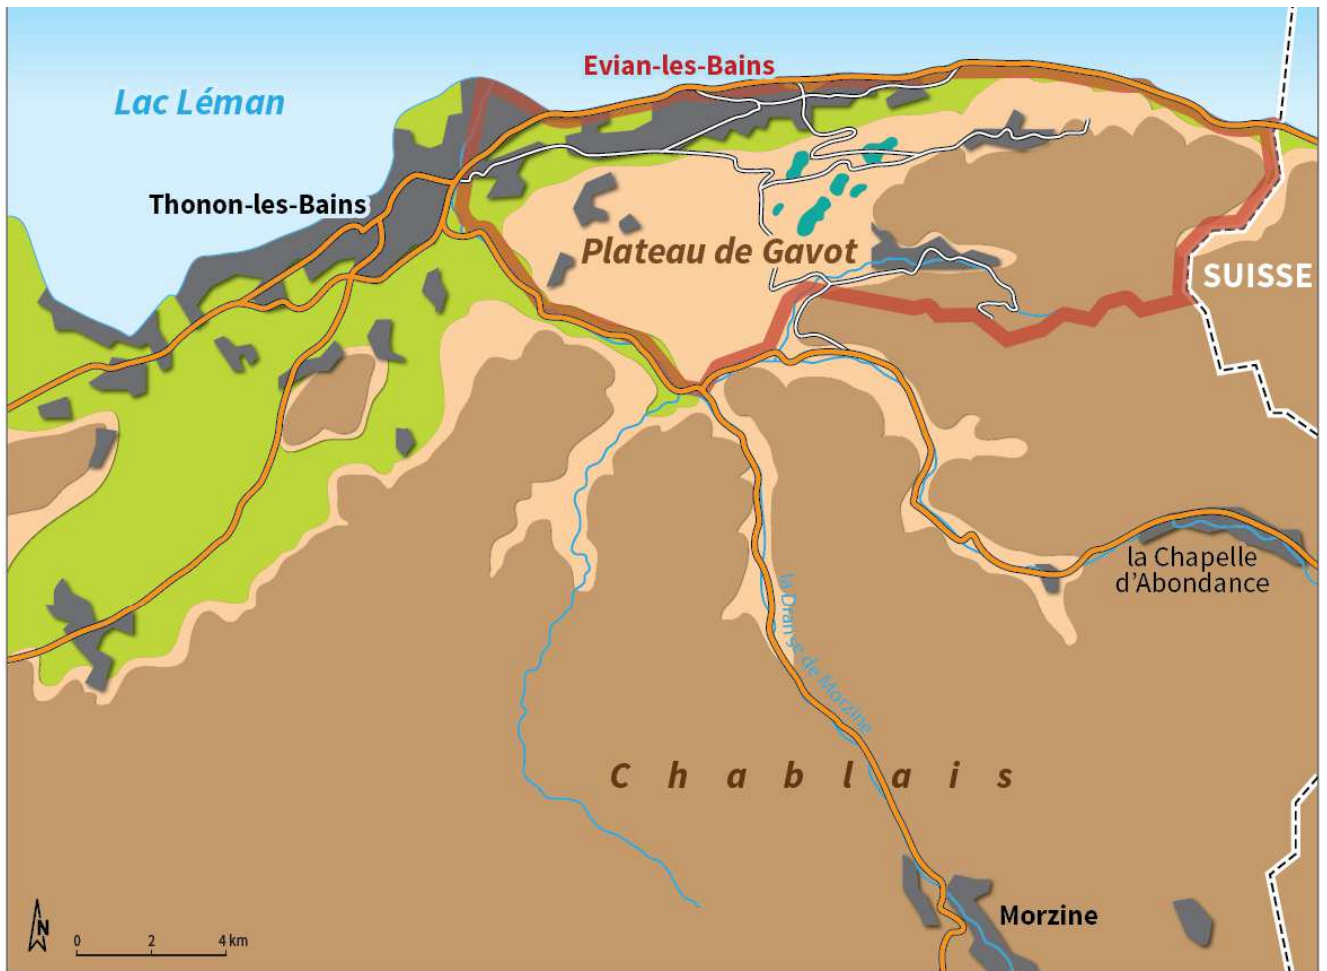 Evian-les-Bains
Lac Léman
Thonon-les-Bains
Plateau de Gavot
SUISSE
la Chapelle
d'Abondance
la Dranse de Morzine
Chablais
Morzine
N
0 2 4 km